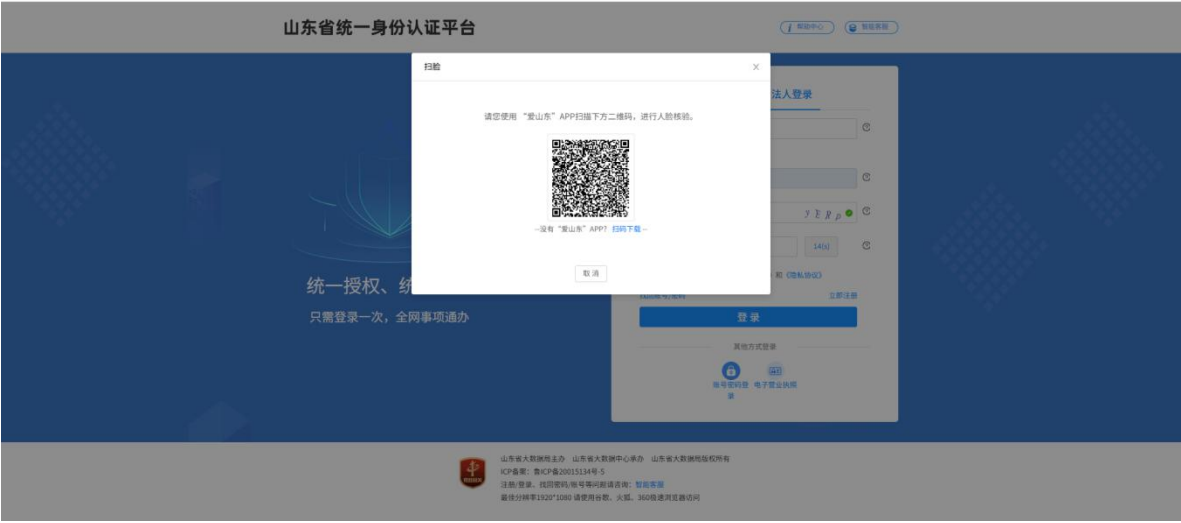 山东省统一身份认证平台
帮助中心
智能客服
扫脸
X
法人登录
请您使用 “爱山东” APP扫描下方二维码，进行人脸核验。
--没有 “爱山东” APP? 扫码下载 --
14(s)
取 消
和《隐私协议》
统一授权、统
找回账号/密码
立即注册
只需登录一次，全网事项通办
登 录
其他方式登录
账号密码登录
电子营业执照
山东省大数据局主办 山东省大数据中心承办 山东省大数据局版权所有
ICP备案：鲁ICP备20015134号-5
注册/登录、找回密码/账号等问题请咨询：智能客服
最佳分辨率1920*1080 请使用谷歌、火狐、360极速浏览器访问